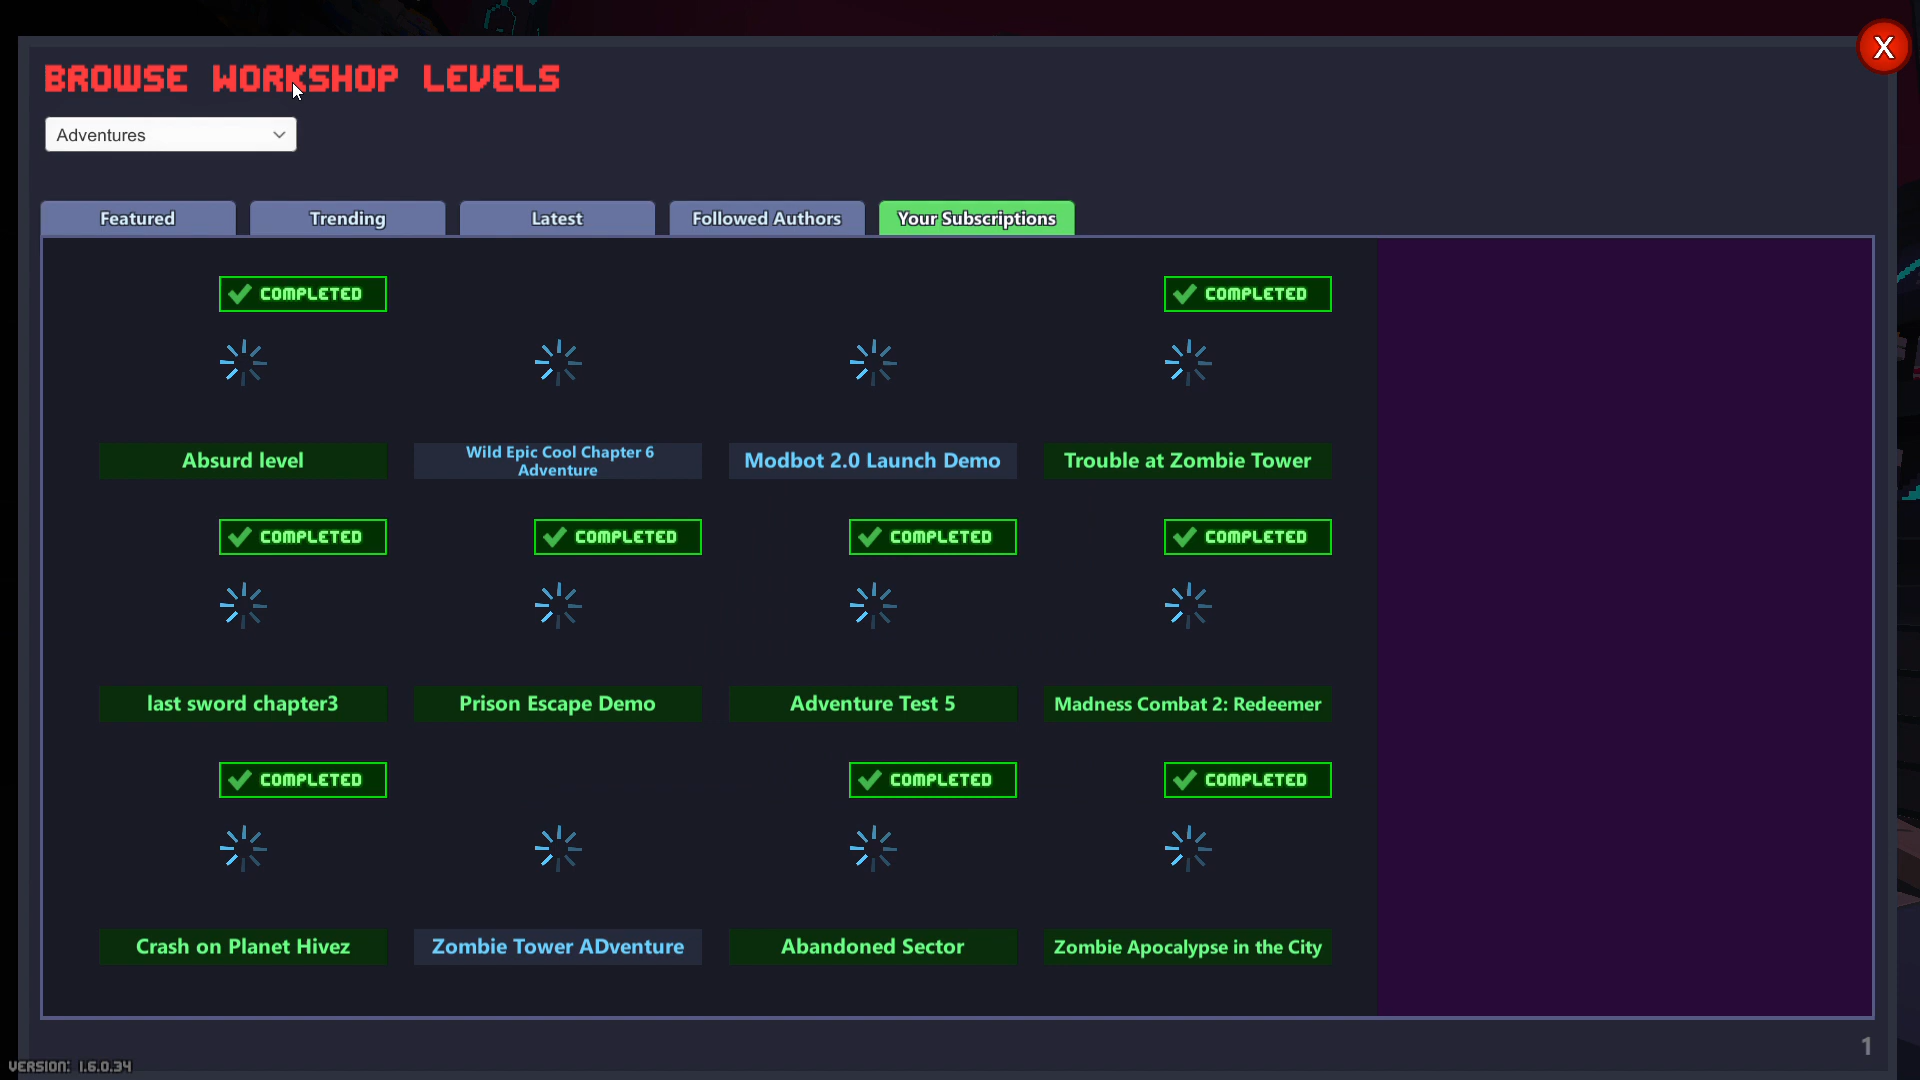 X
BROWSE WORKSHOP LEVELS
Adventures
Featured
Trending
Latest
Followed Authors
Your Subscriptions
COMPLETED
COMPLETED
Absurd level
Wild Epic Cool Chapter 6
Adventure
Modbot 2.0 Launch Demo
Trouble at Zombie Tower
COMPLETED
COMPLETED
COMPLETED
COMPLETED
last sword chapter3
Prison Escape Demo
Adventure Test 5
Madness Combat 2: Redeemer
COMPLETED
COMPLETED
COMPLETED
Crash on Planet Hivez
Zombie Tower ADventure
Abandoned Sector
Zombie Apocalypse in the City
1
VERSION: 1.6.0.34